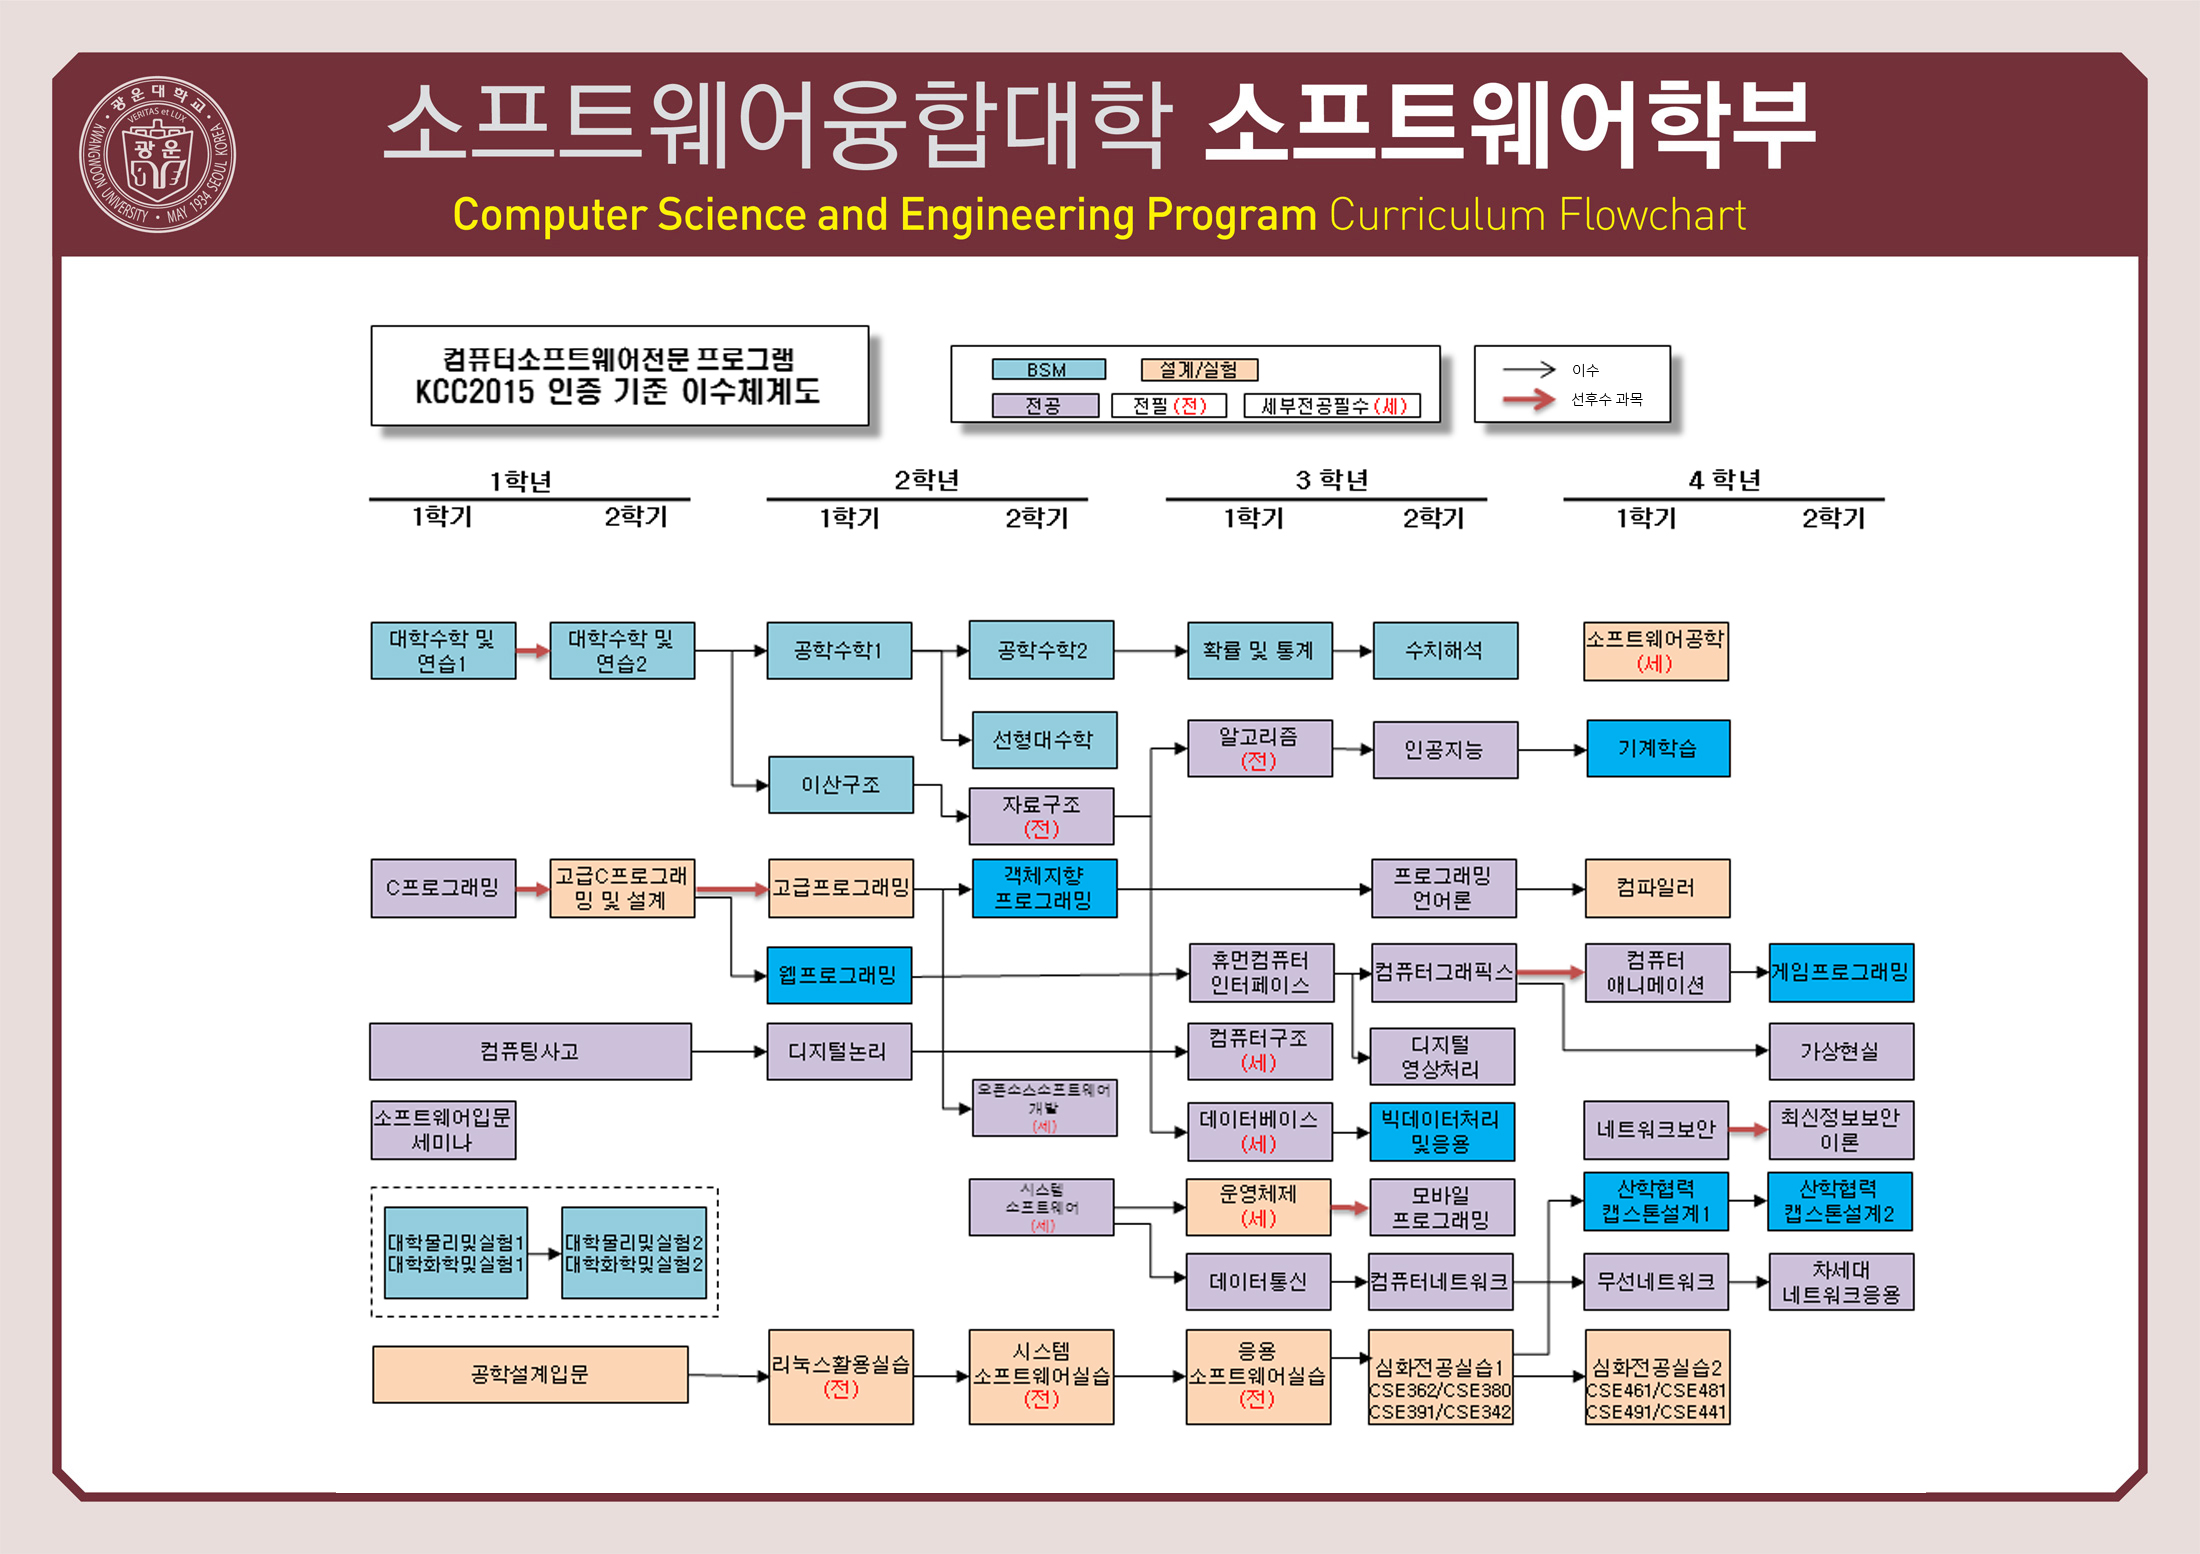 광운대학교
VERITAS et LUX
광운
KWANGWOON UNIVERSITY • MAY 1934 SEOUL KOREA
소프트웨어융합대학 소프트웨어학부
Computer Science and Engineering Program Curriculum Flowchart
컴퓨터소프트웨어전문 프로그램
KCC2015 인증 기준 이수체계도
BSM
설계/실험
전공
전필(전)
세부전공필수(세)
이수
선후수 과목
1학년
2학년
3 학년
4 학년
1학기
2학기
1학기
2학기
1학기
2학기
1학기
2학기
대학수학 및
연습1
대학수학 및
연습2
공학수학1
공학수학2
확률 및 통계
수치해석
소프트웨어공학
(세)
선형대수학
알고리즘
(전)
인공지능
기계학습
이산구조
자료구조
(전)
C프로그래밍
고급C프로그래
밍 및 설계
고급프로그래밍
객체지향
프로그래밍
프로그래밍
언어론
컴파일러
웹프로그래밍
휴먼컴퓨터
인터페이스
컴퓨터그래픽스
컴퓨터
애니메이션
게임프로그래밍
컴퓨팅사고
디지털논리
컴퓨터구조
(세)
디지털
영상처리
가상현실
오픈소스소프트웨어
개발
(세)
소프트웨어입문
세미나
데이터베이스
(세)
빅데이터처리
및응용
네트워크보안
최신정보보안
이론
시스템
소프트웨어
(세)
운영체제
(세)
모바일
프로그래밍
산학협력
캡스톤설계1
산학협력
캡스톤설계2
대학물리및실험1
대학화학및실험1
대학물리및실험2
대학화학및실험2
데이터통신
컴퓨터네트워크
무선네트워크
차세대
네트워크응용
공학설계입문
리눅스활용실습
(전)
시스템
소프트웨어실습
(전)
응용
소프트웨어실습
(전)
심화전공실습1
CSE362/CSE380
CSE391/CSE342
심화전공실습2
CSE461/CSE481
CSE491/CSE441